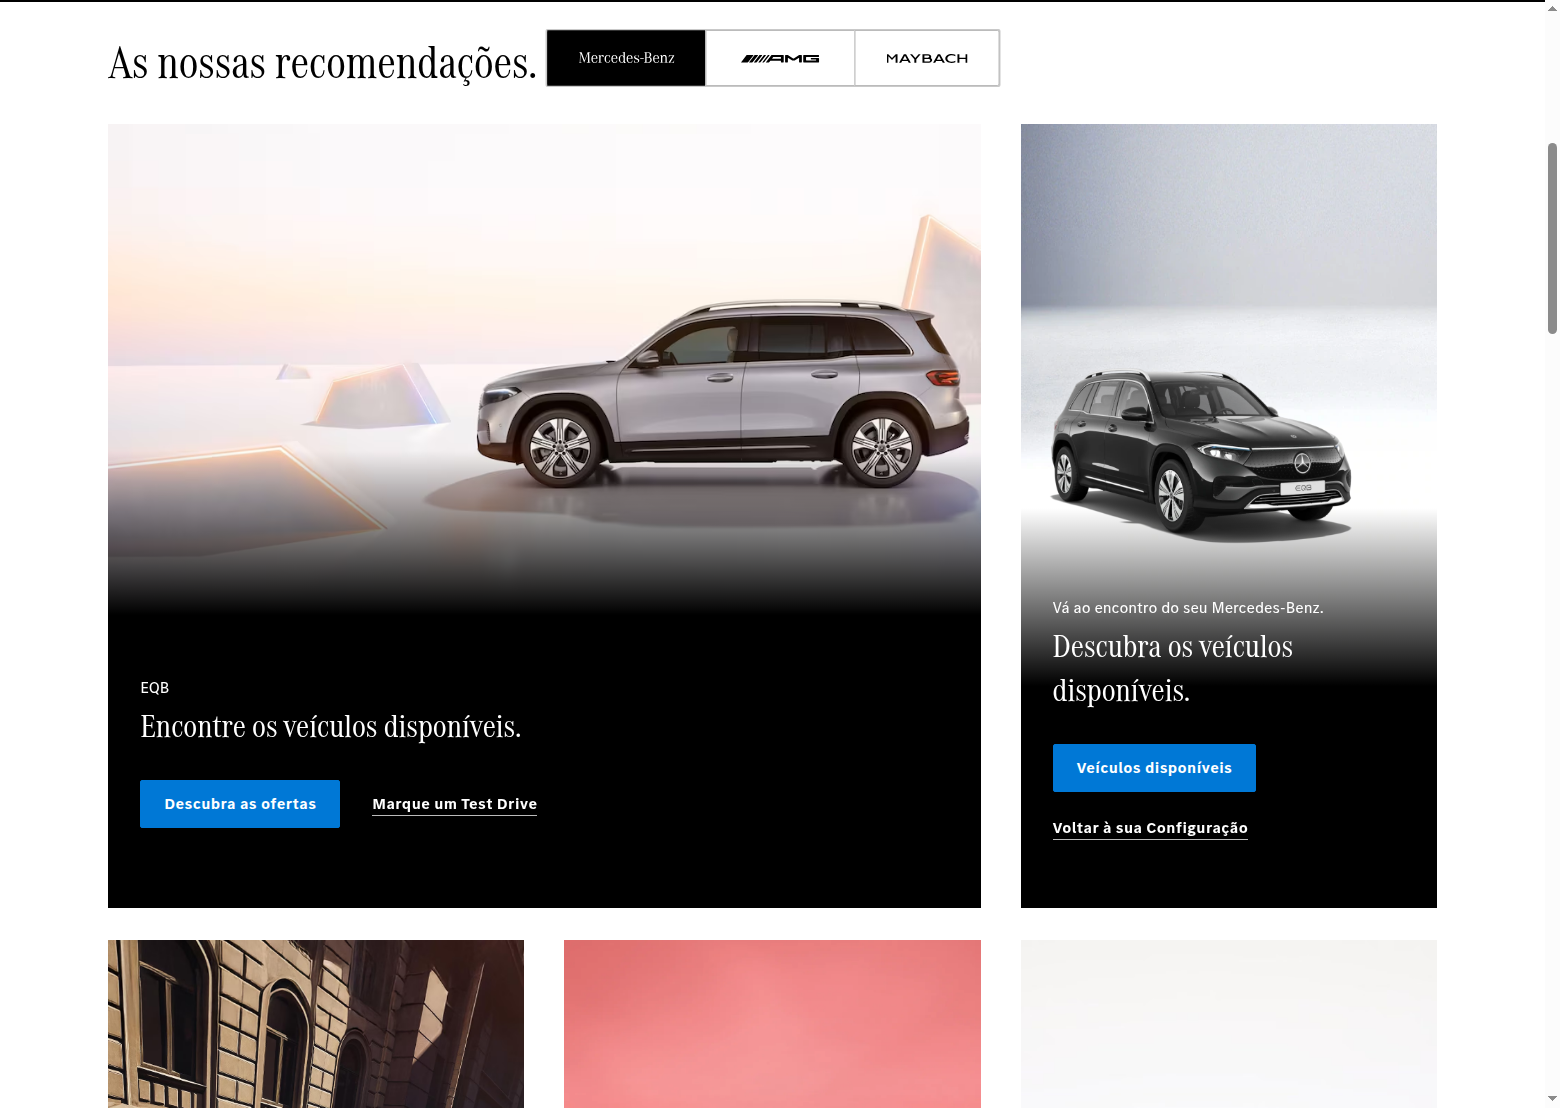 As nossas recomendações.
Mercedes-Benz
AMG
MAYBACH
EQB
Encontre os veículos disponíveis.
Descubra as ofertas
Marque um Test Drive
EQB
Vá ao encontro do seu Mercedes-Benz.
Descubra os veículos
disponíveis.
Veículos disponíveis
Voltar à sua Configuração